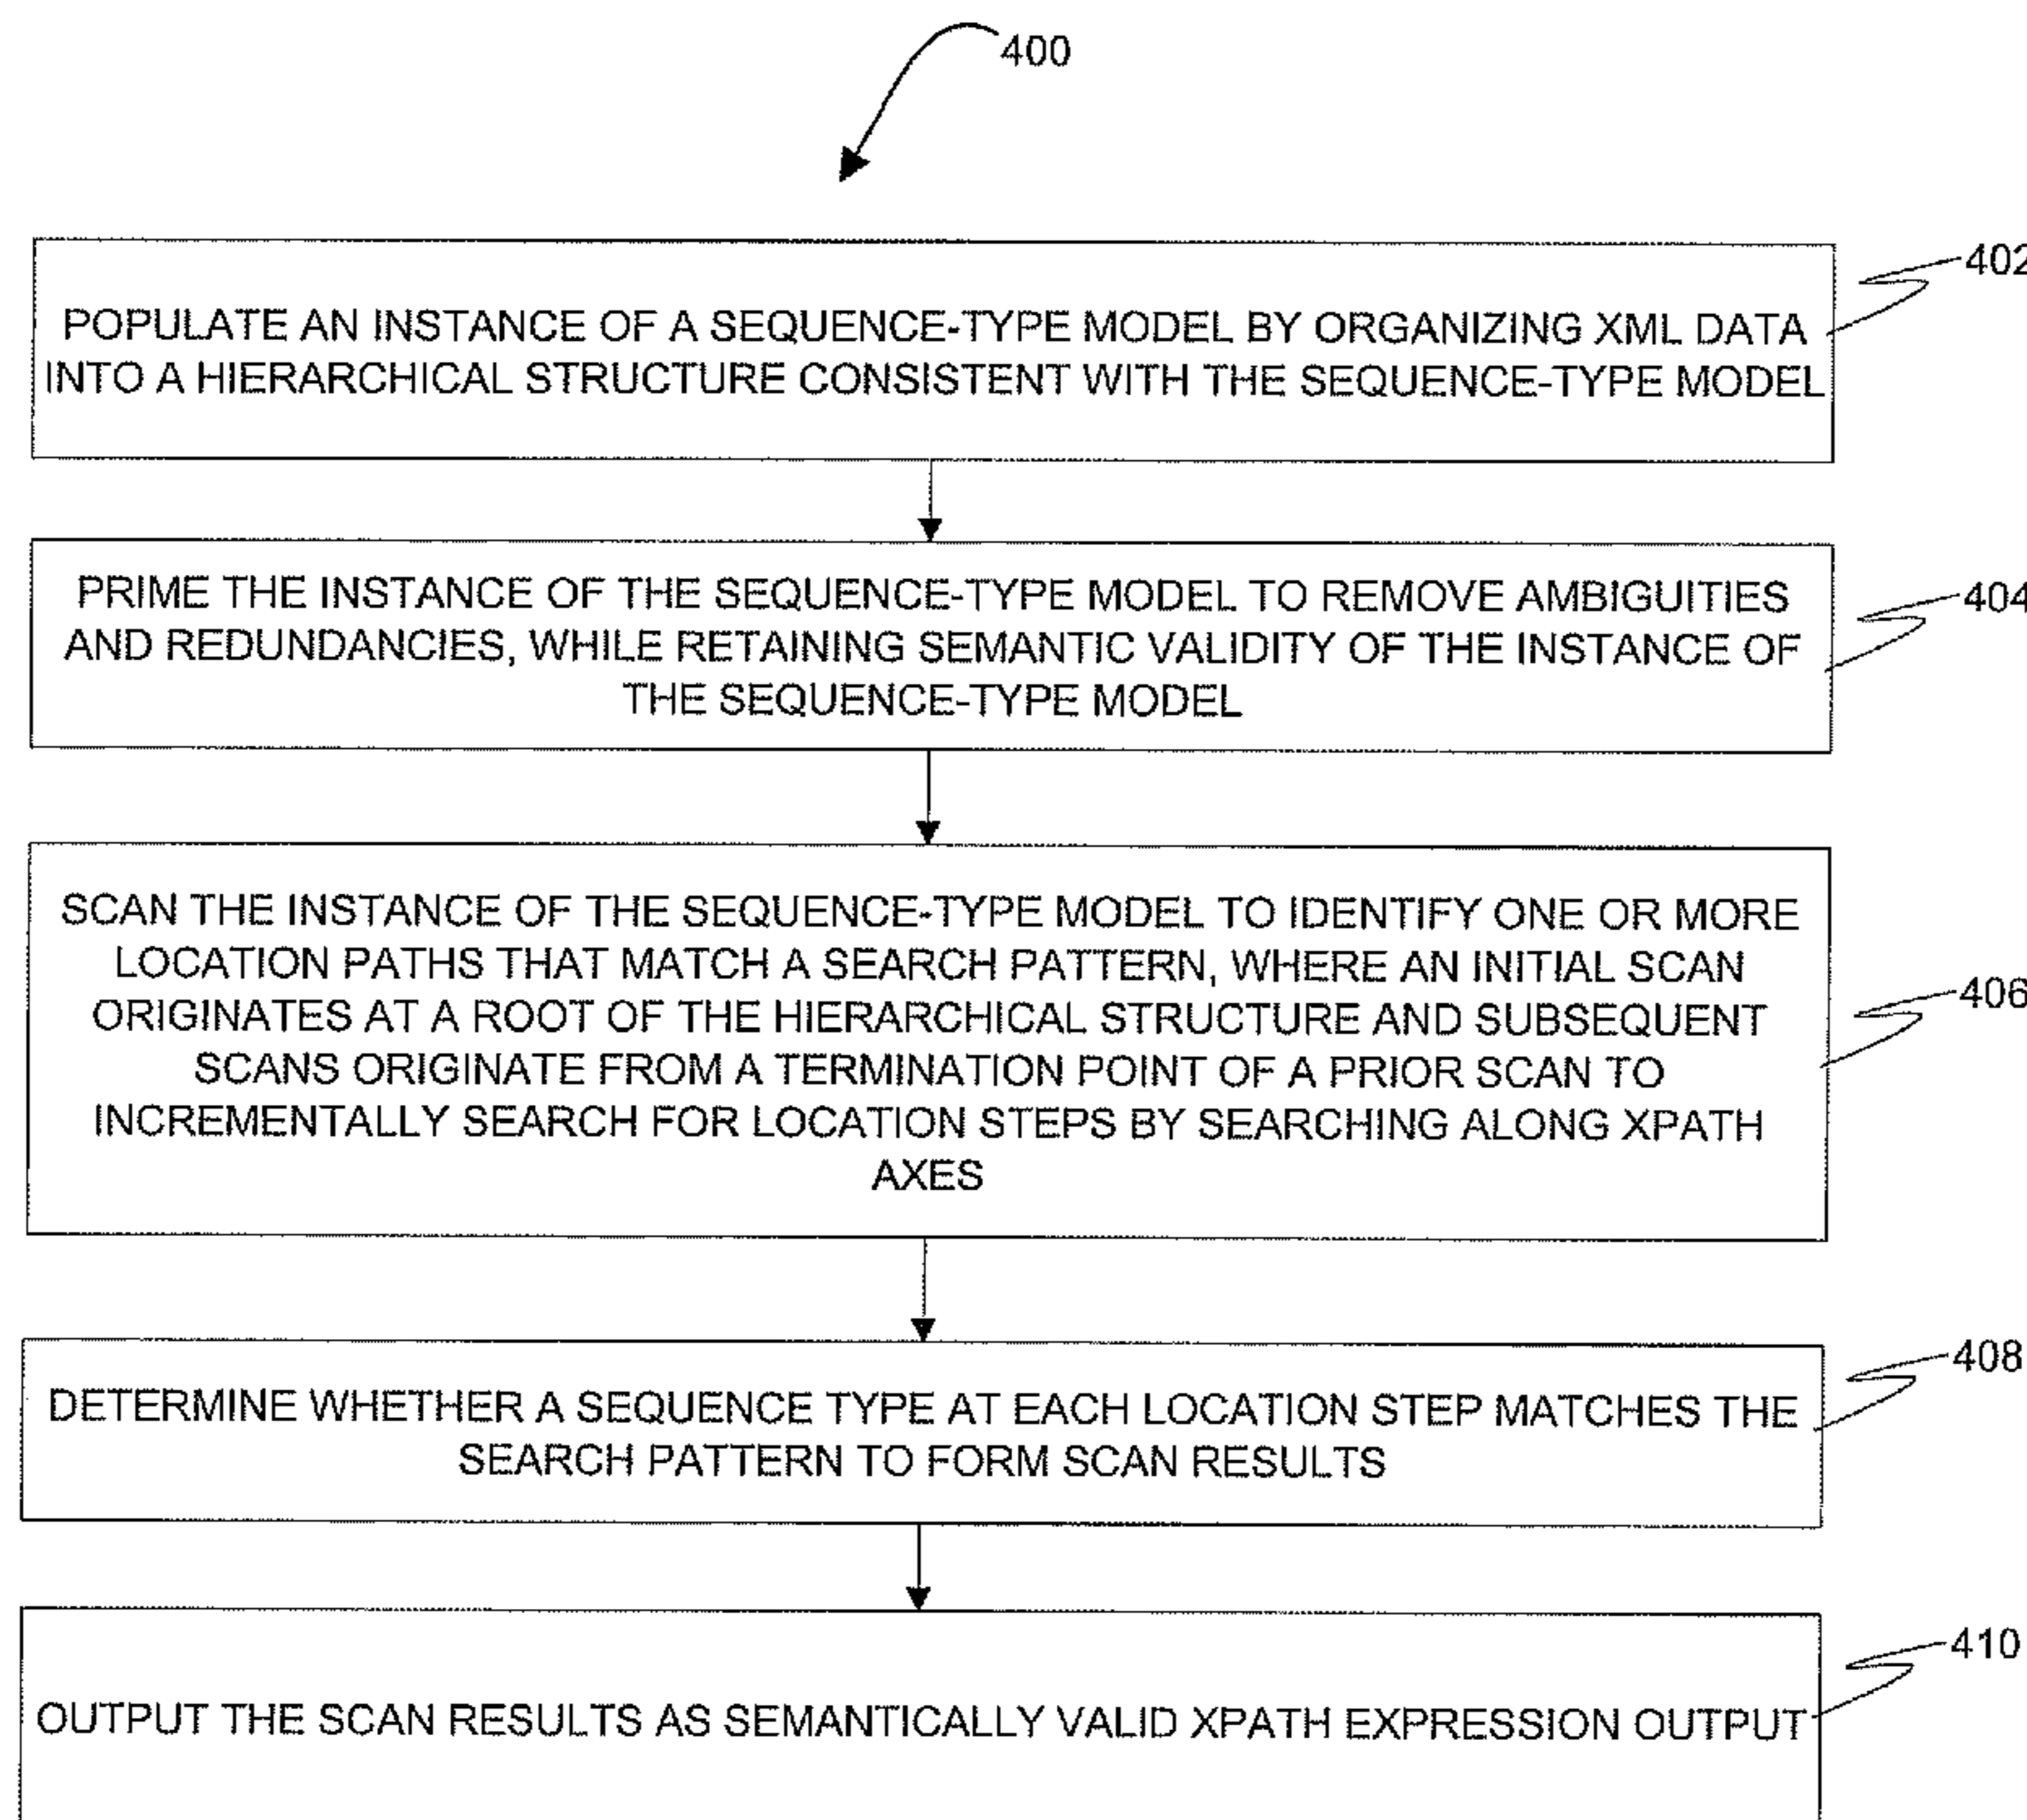 400
402
POPULATE AN INSTANCE OF A SEQUENCE-TYPE MODEL BY ORGANIZING XML DATA
INTO A HIERARCHICAL STRUCTURE CONSISTENT WITH THE SEQUENCE-TYPE MODEL
404
PRIME THE INSTANCE OF THE SEQUENCE-TYPE MODEL TO REMOVE AMBIGUITIES
AND REDUNDANCIES, WHILE RETAINING SEMANTIC VALIDITY OF THE INSTANCE OF
THE SEQUENCE-TYPE MODEL
SCAN THE INSTANCE OF THE SEQUENCE-TYPE MODEL TO IDENTIFY ONE OR MORE
LOCATION PATHS THAT MATCH A SEARCH PATTERN, WHERE AN INITIAL SCAN
406
ORIGINATES AT A ROOT OF THE HIERARCHICAL STRUCTURE AND SUBSEQUENT
SCANS ORIGINATE FROM A TERMINATION POINT OF A PRIOR SCAN TO
INCREMENTALLY SEARCH FOR LOCATION STEPS BY SEARCHING ALONG XPATH
AXES
408
DETERMINE WHETHER A SEQUENCE TYPE AT EACH LOCATION STEP MATCHES THE
SEARCH PATTERN TO FORM SCAN RESULTS
410
OUTPUT THE SCAN RESULTS AS SEMANTICALLY VALID XPATH EXPRESSION OUTPUT